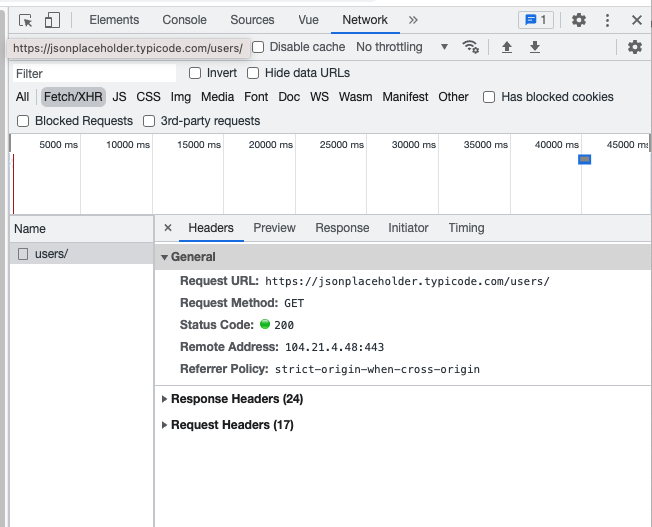 Elements Console Sources Vue Network » 1
https://jsonplaceholder.typicode.com/users/ Disable cache No throttling
Filter Invert Hide data URLs
All Fetch/XHR JS CSS Img Media Font Doc WS Wasm Manifest Other Has blocked cookies
Blocked Requests 3rd-party requests
5000 ms 10000 ms 15000 ms 20000 ms 25000 ms 30000 ms 35000 ms 40000 ms 45000 ms
Name × Headers Preview Response Initiator Timing
users/
General
Request URL: https://jsonplaceholder.typicode.com/users/
Request Method: GET
Status Code: 200
Remote Address: 104.21.4.48:443
Referrer Policy: strict-origin-when-cross-origin
Response Headers (24)
Request Headers (17)